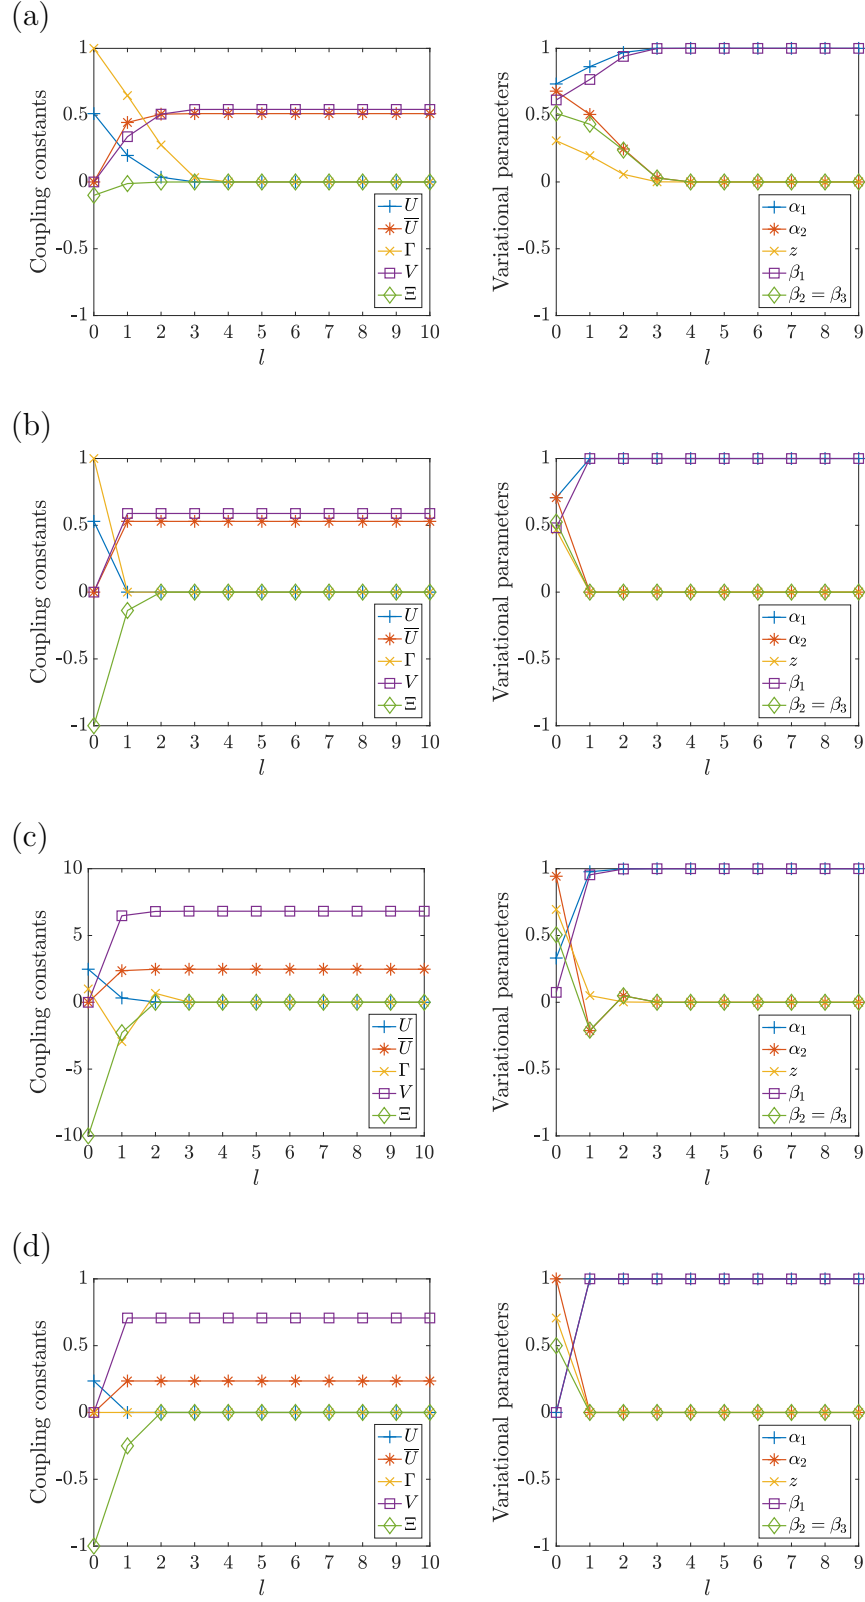 (a)
Coupling constants
1
0.5
0
-0.5
-1
0 1 2 3 4 5 6 7 8 9 10
l
U
U̅
Γ
V
Ξ
Variational parameters
1
0.5
0
-0.5
-1
0 1 2 3 4 5 6 7 8 9
l
α₁
α₂
z
β₁
β₂ = β₃
(b)
Coupling constants
1
0.5
0
-0.5
-1
0 1 2 3 4 5 6 7 8 9 10
l
U
U̅
Γ
V
Ξ
Variational parameters
1
0.5
0
-0.5
-1
0 1 2 3 4 5 6 7 8 9
l
α₁
α₂
z
β₁
β₂ = β₃
(c)
Coupling constants
10
5
0
-5
-10
0 1 2 3 4 5 6 7 8 9 10
l
U
U̅
Γ
V
Ξ
Variational parameters
1
0.5
0
-0.5
-1
0 1 2 3 4 5 6 7 8 9
l
α₁
α₂
z
β₁
β₂ = β₃
(d)
Coupling constants
1
0.5
0
-0.5
-1
0 1 2 3 4 5 6 7 8 9 10
l
U
U̅
Γ
V
Ξ
Variational parameters
1
0.5
0
-0.5
-1
0 1 2 3 4 5 6 7 8 9
l
α₁
α₂
z
β₁
β₂ = β₃